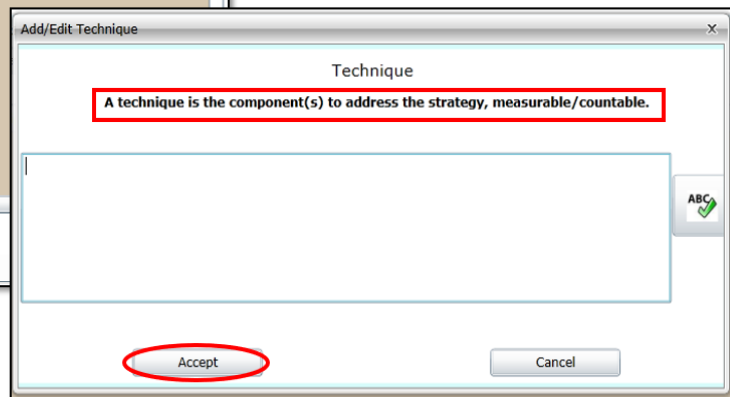 Add/Edit Technique x
Technique
A technique is the component(s) to address the strategy, measurable/countable.
ABC
Accept Cancel